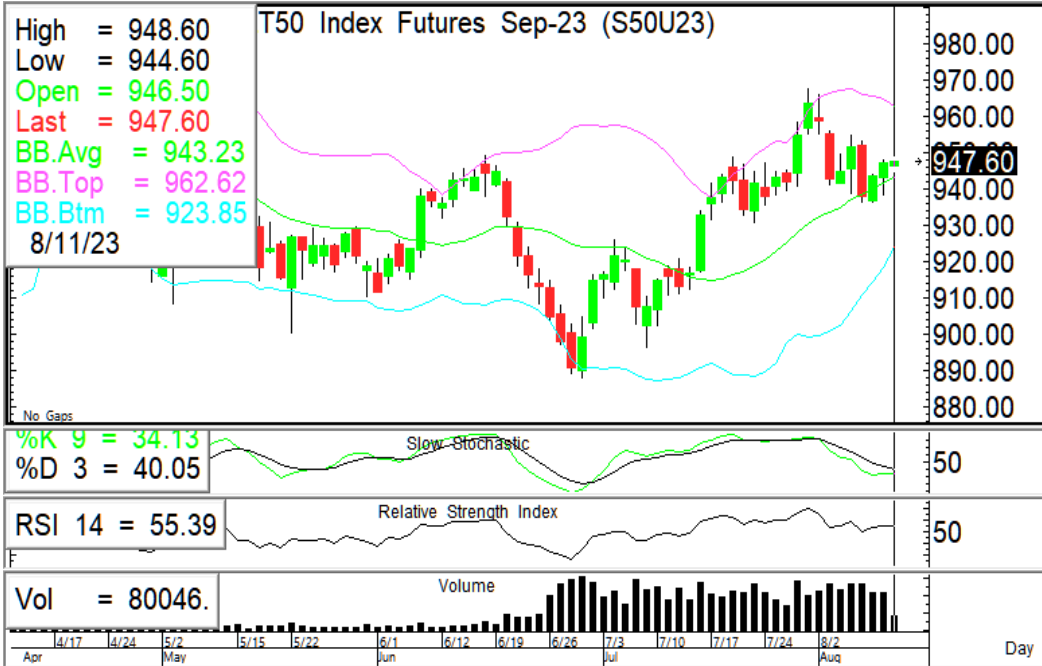 T50 Index Futures Sep-23 (S50U23)
High = 948.60
Low = 944.60
Open = 946.50
Last = 947.60
BB.Avg = 943.23
BB.Top = 962.62
BB.Btm = 923.85
8/11/23
980.00
970.00
960.00
947.60
940.00
930.00
920.00
910.00
900.00
890.00
880.00
No Gaps
%K 9 = 34.13
%D 3 = 40.05
Slow Stochastic
50
RSI 14 = 55.39
Relative Strength Index
50
Vol = 80046.
Volume
4/17 4/24 5/2 5/15 5/22 6/1 6/12 6/19 6/26 7/3 7/10 7/17 7/24 8/2
Apr May Jun Jul Aug
Day